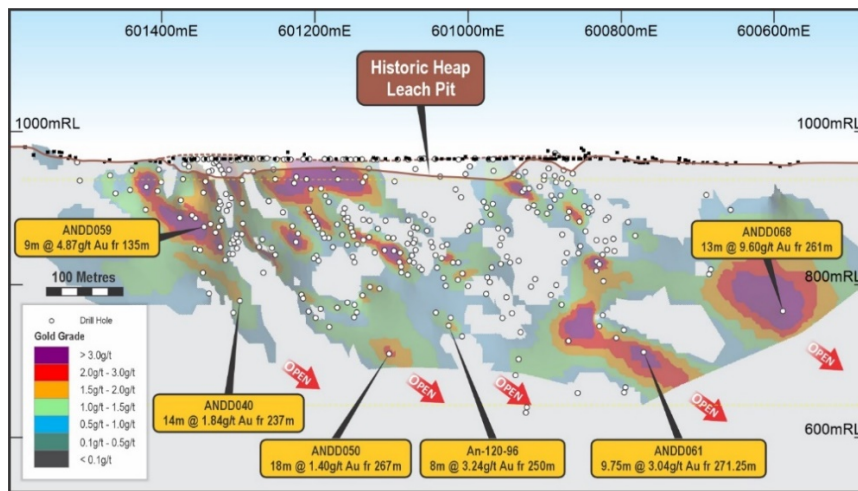 601400mE
601200mE
601000mE
600800mE
600600mE
Historic Heap
Leach Pit
1000mRL
1000mRL
ANDD059
9m @ 4.87g/t Au fr 135m
ANDD068
13m @ 9.60g/t Au fr 261m
100 Metres
800mRL
Drill Hole
Gold Grade
> 3.0g/t
2.0g/t - 3.0g/t
1.5g/t - 2.0g/t
1.0g/t - 1.5g/t
0.5g/t - 1.0g/t
0.1g/t - 0.5g/t
< 0.1g/t
OPEN
OPEN
OPEN
OPEN
OPEN
ANDD040
14m @ 1.84g/t Au fr 237m
600mRL
ANDD050
18m @ 1.40g/t Au fr 267m
An-120-96
8m @ 3.24g/t Au fr 250m
ANDD061
9.75m @ 3.04g/t Au fr 271.25m